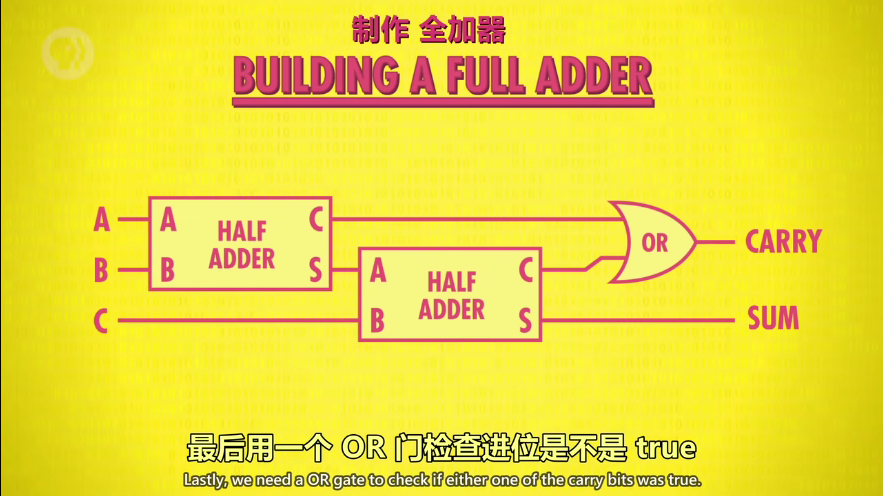 制作 全加器
BUILDING A FULL ADDER
A
A
HALF
ADDER
C
OR
CARRY
B
B
S
A
HALF
ADDER
C
C
B
S
SUM
最后用一个 OR 门检查进位是不是 true
Lastly, we need a OR gate to check if either one of the carry bits was true.